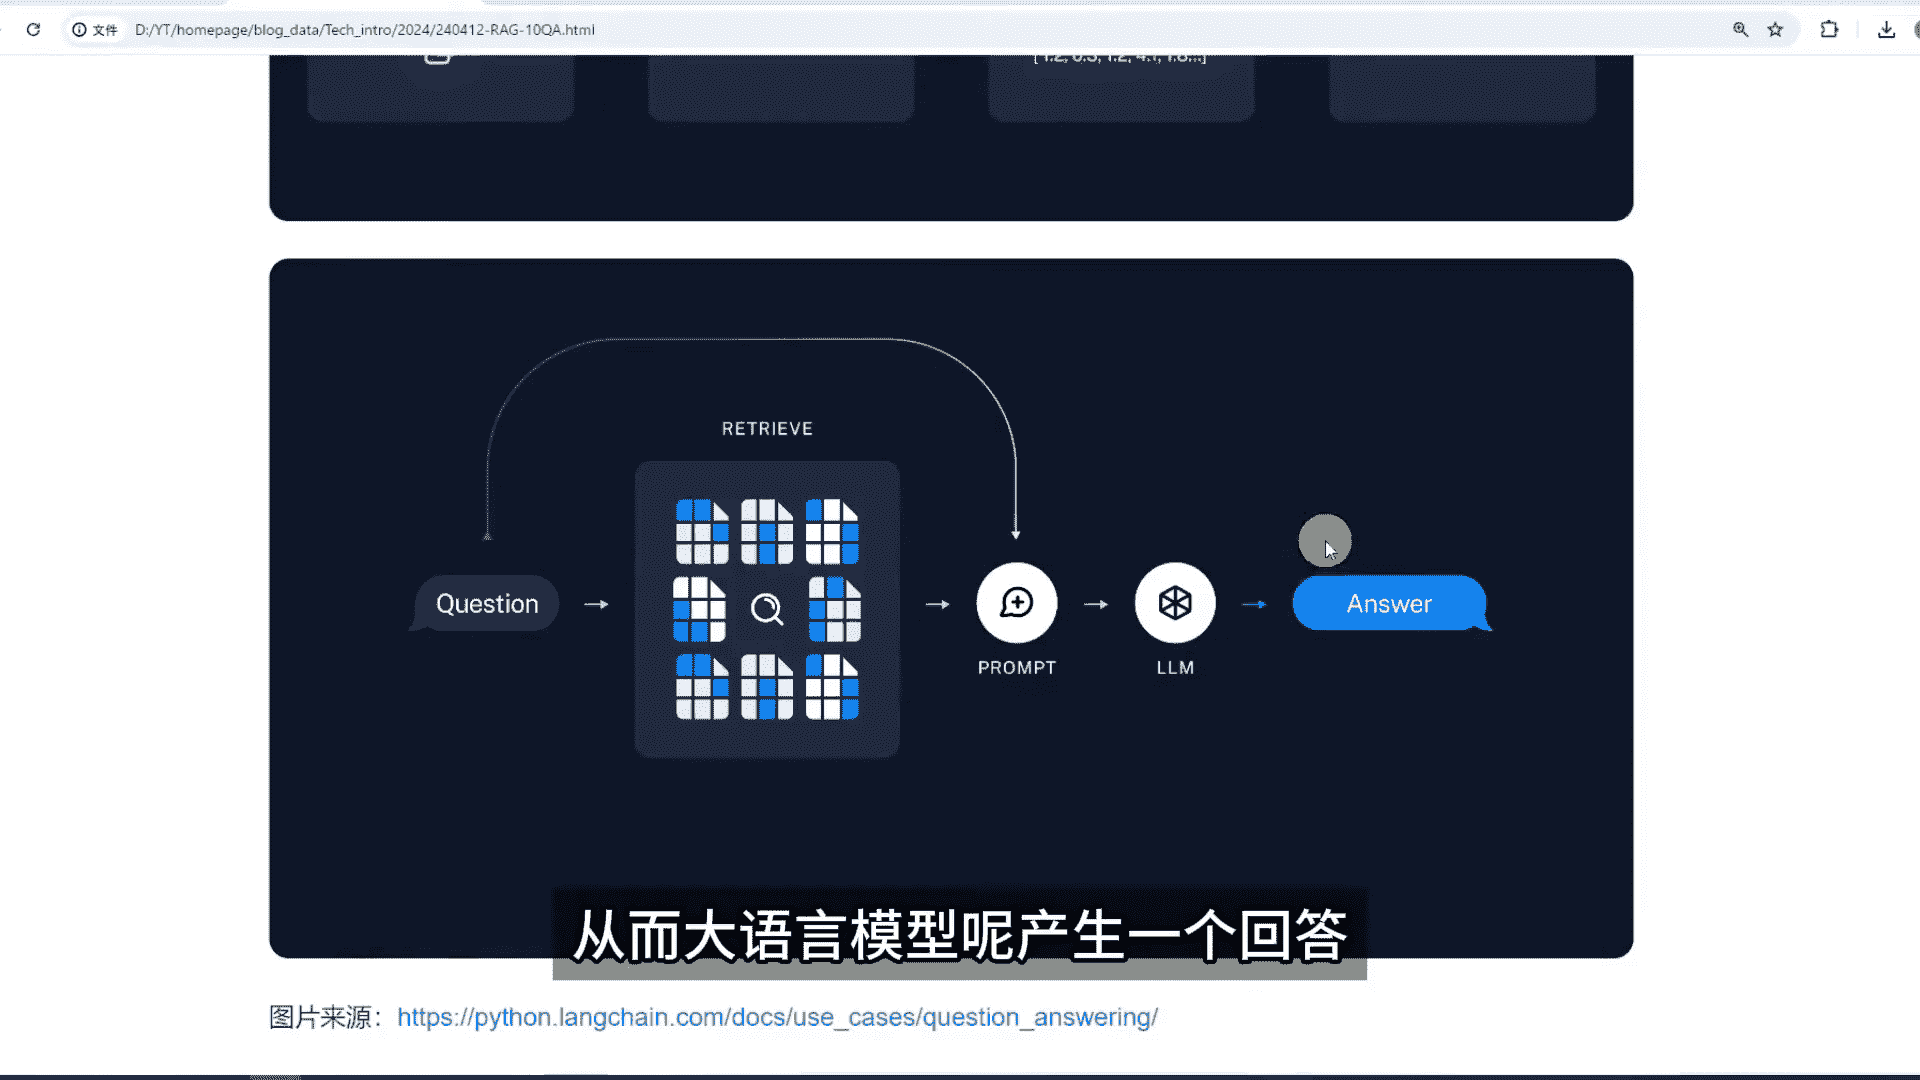 文件 D:/YT/homepage/blog_data/Tech_intro/2024/240412-RAG-10QA.html
RETRIEVE
Question
Answer
PROMPT
LLM
从而大语言模型呢产生一个回答
图片来源：https://python.langchain.com/docs/use_cases/question_answering/